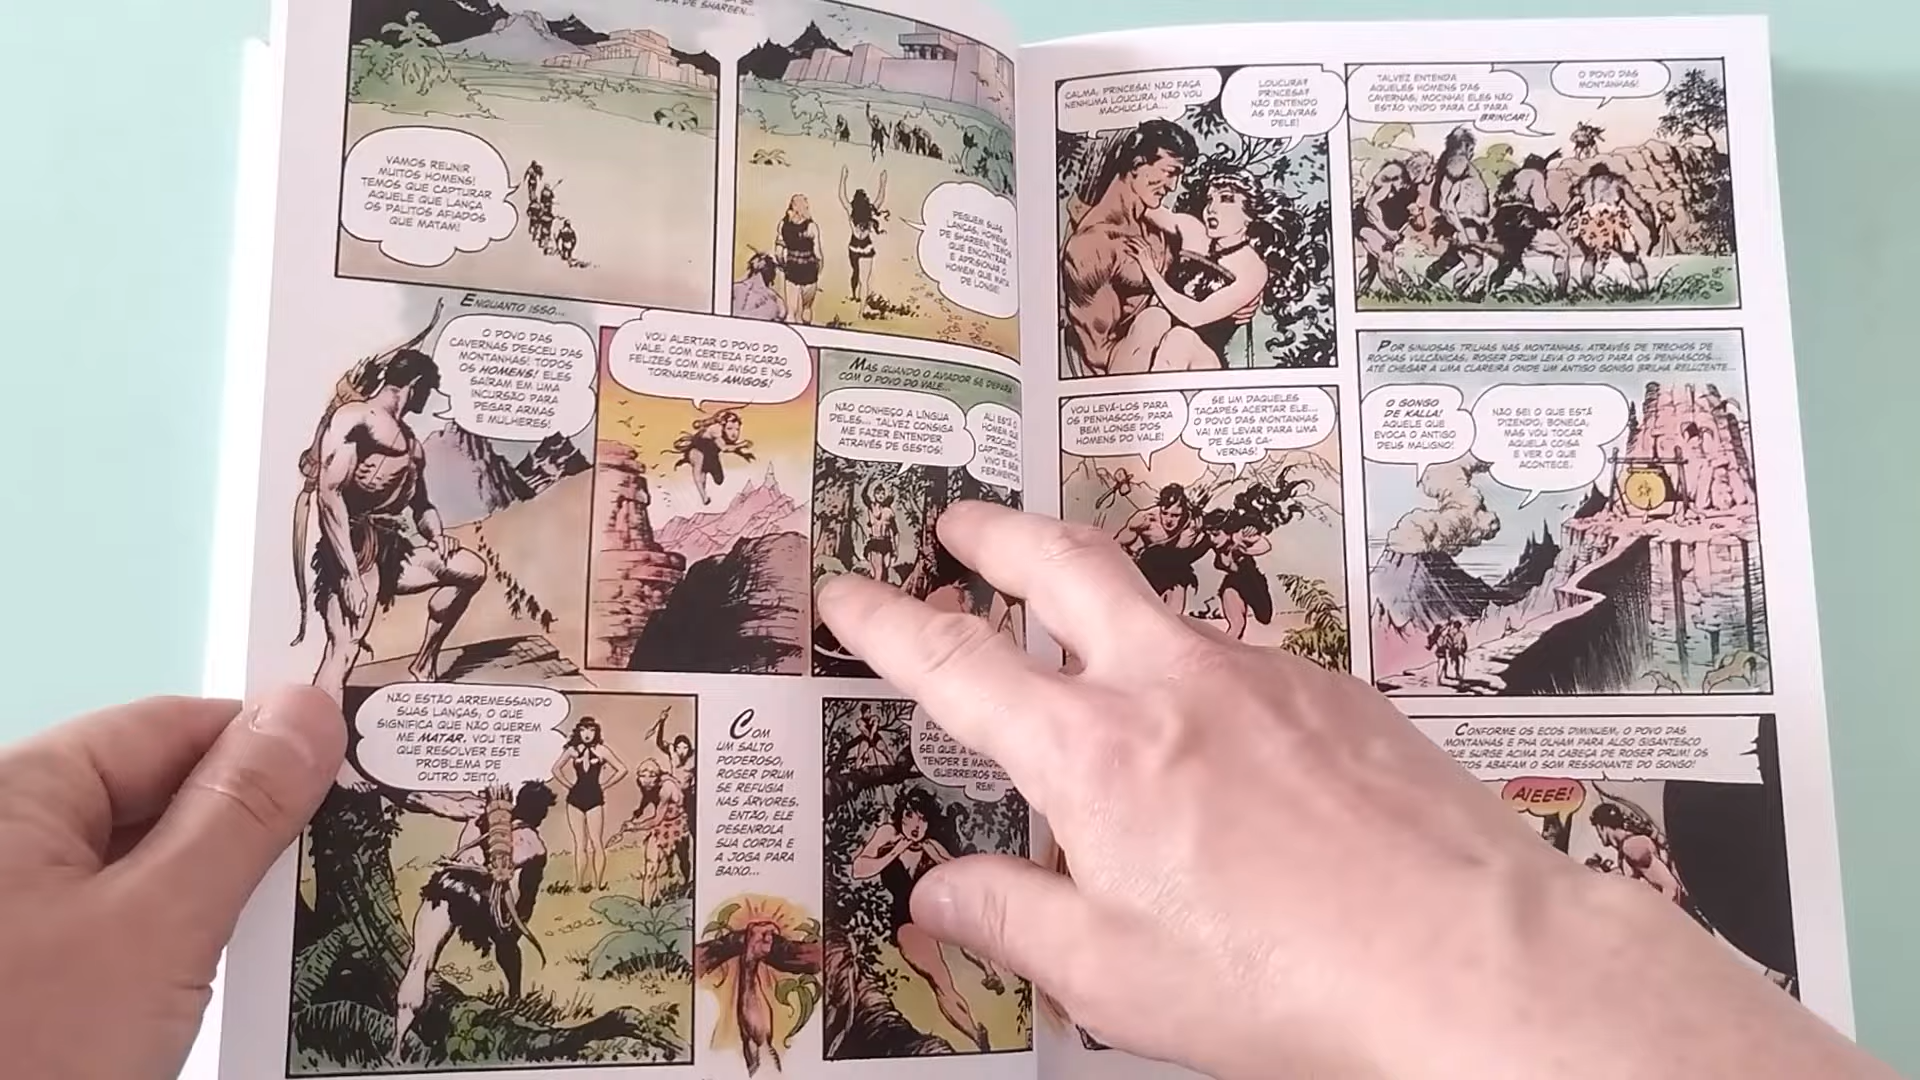 DE SHAREEN...
VAMOS REUNIR
MUITOS HOMENS!
TEMOS QUE CAPTURAR
AQUELE QUE LANÇA
OS PALITOS AFIADOS
QUE MATAM!
PEGUEM SUAS
LANÇAS, HOMENS
DE SHAREEN! TEMOS
QUE ENCONTRAR
E APRISIONAR O
HOMEM QUE MATA
DE LONGE!
ENQUANTO ISSO...
O POVO DAS
CAVERNAS DESCEU DAS
MONTANHAS! TODOS
OS HOMENS! ELES
SAÍRAM EM UMA
INCURSÃO PARA
PEGAR ARMAS
E MULHERES!
VOU ALERTAR O POVO DO
VALE. COM CERTEZA FICARÃO
FELIZES COM MEU AVISO E NOS
TORNAREMOS AMIGOS!
MAS QUANDO O AVIADOR SE DEPARA
COM O POVO DO VALE...
NÃO CONHEÇO A LÍNGUA
DELES... TALVEZ CONSIGA
ME FAZER ENTENDER
ATRAVÉS DE GESTOS!
ALI ESTÁ O
HOMEM QUE
VIVO E SEM
NÃO ESTÃO ARREMESSANDO
SUAS LANÇAS, O QUE
SIGNIFICA QUE NÃO QUEREM
ME MATAR. VOU TER
QUE RESOLVER ESTE
PROBLEMA DE
OUTRO JEITO.
COM
UM SALTO
PODEROSO,
ROGER DRUM
SE REFUGIA
NAS ÁRVORES.
ENTÃO, ELE
DESENROLA
SUA CORDA E
A JOGA PARA
BAIXO...
SEI QUE A
TENDER E
GUERREIROS
REM!
CALMA, PRINCESA! NÃO FAÇA
NENHUMA LOUCURA, NÃO VOU
MACHUCÁ-LA...
LOUCURA?
PRINCESA?
NÃO ENTENDO
AS PALAVRAS
DELE!
TALVEZ ENTENDA
AQUELES HOMENS DAS
CAVERNAS, MOCINHA! ELES NÃO
ESTÃO VINDO PARA CÁ PARA
BRINCAR!
O POVO DAS
MONTANHAS!
VOU LEVÁ-LOS PARA
OS PENHASCOS, PARA
BEM LONGE DOS
HOMENS DO VALE!
SE UM DAQUELES
TACAPES ACERTAR ELE...
O POVO DAS MONTANHAS
VAI ME LEVAR PARA UMA
DE SUAS CA-
VERNAS!
POR SINUOSAS TRILHAS NAS MONTANHAS, ATRAVÉS DE TRECHOS DE
ROCHAS VULCÂNICAS, ROGER DRUM LEVA O POVO PARA OS PENHASCOS...
ATÉ CHEGAR A UMA CLAREIRA ONDE UM ANTIGO GONGO BRILHA RELUZENTE...
O GONGO
DE KALLA!
AQUELE QUE
EVOCA O ANTIGO
DEUS MALIGNO!
NÃO SEI O QUE ESTÁ
DIZENDO, BONECA,
MAS VOU TOCAR
AQUELA COISA
E VER O QUE
ACONTECE.
CONFORME OS ECOS DIMINUEM, O POVO DAS
MONTANHAS E PHA OLHAM PARA ALGO GIGANTESCO
QUE SURGE ACIMA DA CABEÇA DE ROGER DRUM! OS
ABAFAM O SOM RESSONANTE DO GONGO!
AIEEE!